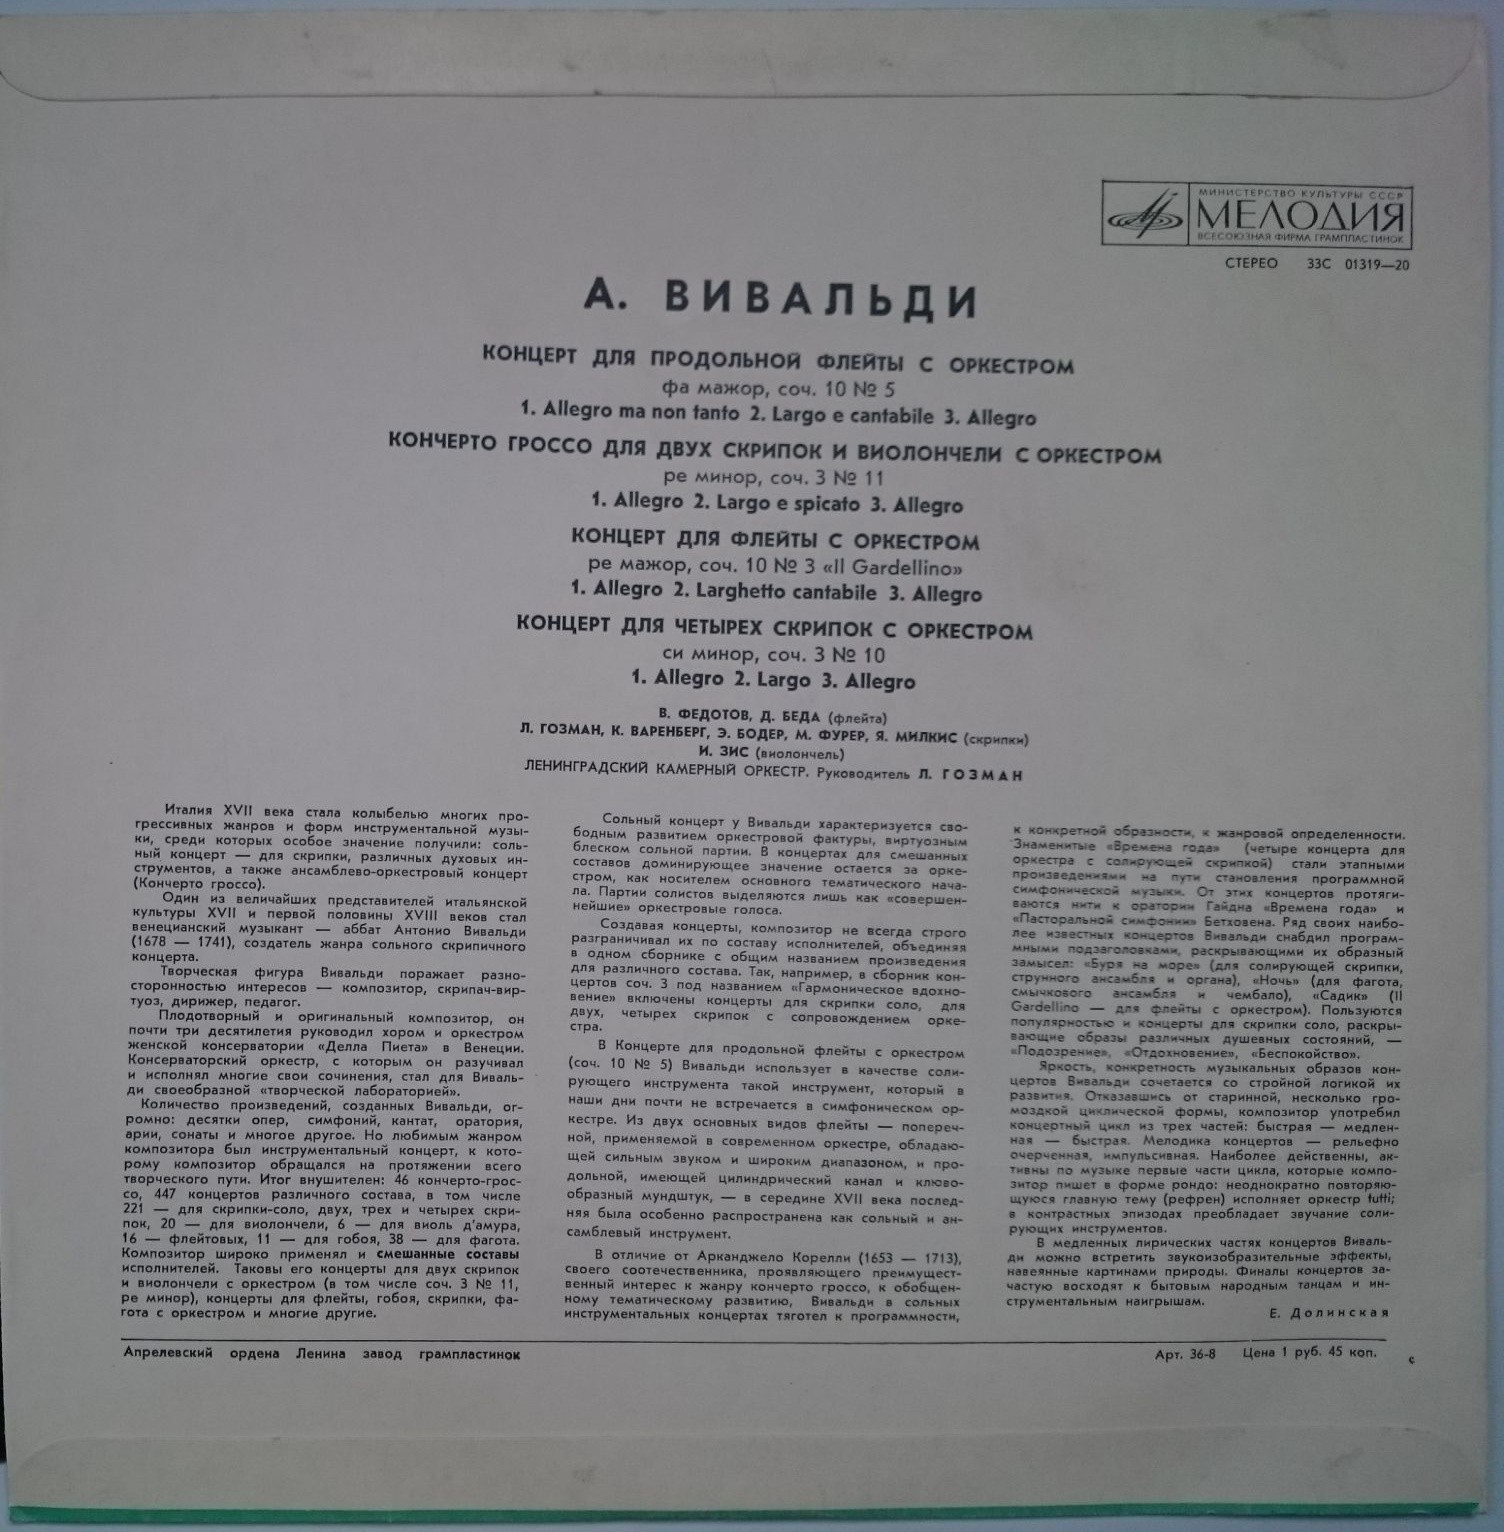 МИНИСТЕРСТВО КУЛЬТУРЫ СССР
МЕЛОДИЯ
ВСЕСОЮЗНАЯ ФИРМА ГРАМПЛАСТИНОК
СТЕРЕО 33С 01319—20
А. ВИВАЛЬДИ
КОНЦЕРТ ДЛЯ ПРОДОЛЬНОЙ ФЛЕЙТЫ С ОРКЕСТРОМ
фа мажор, соч. 10 № 5
1. Allegro ma non tanto 2. Largo e cantabile 3. Allegro
КОНЧЕРТО ГРОССО ДЛЯ ДВУХ СКРИПОК И ВИОЛОНЧЕЛИ С ОРКЕСТРОМ
ре минор, соч. 3 № 11
1. Allegro 2. Largo e spicato 3. Allegro
КОНЦЕРТ ДЛЯ ФЛЕЙТЫ С ОРКЕСТРОМ
ре мажор, соч. 10 № 3 «Il Gardellino»
1. Allegro 2. Larghetto cantabile 3. Allegro
КОНЦЕРТ ДЛЯ ЧЕТЫРЕХ СКРИПОК С ОРКЕСТРОМ
си минор, соч. 3 № 10
1. Allegro 2. Largo 3. Allegro
В. ФЕДОТОВ, Д. БЕДА (флейта)
Л. ГОЗМАН, К. ВАРЕНБЕРГ, Э. БОДЕР, М. ФУРЕР, Я. МИЛКИС (скрипки)
И. ЗИС (виолончель)
ЛЕНИНГРАДСКИЙ КАМЕРНЫЙ ОРКЕСТР. Руководитель Л. ГОЗМАН
Италия XVII века стала колыбелью многих про-
грессивных жанров и форм инструментальной музы-
ки, среди которых особое значение получили: соль-
ный концерт — для скрипки, различных духовых ин-
струментов, а также ансамблево-оркестровый концерт
(Кончерто гроссо).
Один из величайших представителей итальянской
культуры XVII и первой половины XVIII веков стал
венецианский музыкант — аббат Антонио Вивальди
(1678 — 1741), создатель жанра сольного скрипичного
концерта.
Творческая фигура Вивальди поражает разно-
сторонностью интересов — композитор, скрипач-вир-
туоз, дирижер, педагог.
Плодотворный и оригинальный композитор, он
почти три десятилетия руководил хором и оркестром
женской консерватории «Делла Пиета» в Венеции.
Консерваторский оркестр, с которым он разучивал
и исполнял многие свои сочинения, стал для Виваль-
ди своеобразной «творческой лабораторией».
Количество произведений, созданных Вивальди, ог-
ромно: десятки опер, симфоний, кантат, оратория,
арии, сонаты и многое другое. Но любимым жанром
композитора был инструментальный концерт, к кото-
рому композитор обращался на протяжении всего
творческого пути. Итог внушителен: 46 кончерто-грос-
со, 447 концертов различного состава, в том числе
221 — для скрипки-соло, двух, трех и четырех скри-
пок, 20 — для виолончели, 6 — для виоль д'амура,
16 — флейтовых, 11 — для гобоя, 38 — для фагота.
Композитор широко применял и смешанные составы
исполнителей. Таковы его концерты для двух скрипок
и виолончели с оркестром (в том числе соч. 3 № 11,
ре минор), концерты для флейты, гобоя, скрипки, фа-
гота с оркестром и многие другие.
Сольный концерт у Вивальди характеризуется сво-
бодным развитием оркестровой фактуры, виртуозным
блеском сольной партии. В концертах для смешанных
составов доминирующее значение остается за орке-
стром, как носителем основного тематического нача-
ла. Партии солистов выделяются лишь как «совершен-
нейшие» оркестровые голоса.
Создавая концерты, композитор не всегда строго
разграничивал их по составу исполнителей, объединяя
в одном сборнике с общим названием произведения
для различного состава. Так, например, в сборник кон-
цертов соч. 3 под названием «Гармоническое вдохно-
вение» включены концерты для скрипки соло, для
двух, четырех скрипок с сопровождением орке-
стра.
В Концерте для продольной флейты с оркестром
(соч. 10 № 5) Вивальди использует в качестве соли-
рующего инструмента такой инструмент, который в
наши дни почти не встречается в симфоническом ор-
кестре. Из двух основных видов флейты — попереч-
ной, применяемой в современном оркестре, обладаю-
щей сильным звуком и широким диапазоном, и про-
дольной, имеющей цилиндрический канал и клюво-
образный мундштук, — в середине XVII века послед-
няя была особенно распространена как сольный и ан-
самблевый инструмент.
В отличие от Арканджело Корелли (1653 — 1713),
своего соотечественника, проявляющего преимущест-
венный интерес к жанру кончерто гроссо, к обобщен-
ному тематическому развитию, Вивальди в сольных
инструментальных концертах тяготел к программности,
к конкретной образности, к жанровой определенности.
Знаменитые «Времена года» (четыре концерта для
оркестра с солирующей скрипкой) стали этапными
произведениями на пути становления программной
симфонической музыки. От этих концертов протяги-
ваются нити к оратории Гайдна «Времена года» и
«Пасторальной симфонии» Бетховена. Ряд своих наибо-
лее известных концертов Вивальди снабдил програм-
мными подзаголовками, раскрывающими их образный
замысел: «Буря на море» (для солирующей скрипки,
струнного ансамбля и органа), «Ночь» (для фагота,
смычкового ансамбля и чембало), «Садик» (Il
Gardellino — для флейты с оркестром). Пользуются
популярностью и концерты для скрипки соло, раскры-
вающие образы различных душевных состояний, —
«Подозрение», «Отдохновение», «Беспокойство».
Яркость, конкретность музыкальных образов кон-
цертов Вивальди сочетается со стройной логикой их
развития. Отказавшись от старинной, несколько гро-
моздкой циклической формы, композитор употребил
концертный цикл из трех частей: быстрая — медлен-
ная — быстрая. Мелодика концертов — рельефно
очерченная, импульсивная. Наиболее действенны, ак-
тивны по музыке первые части цикла, которые компо-
зитор пишет в форме рондо: неоднократно повторяю-
щуюся главную тему (рефрен) исполняет оркестр tutti;
в контрастных эпизодах преобладает звучание соли-
рующих инструментов.
В медленных лирических частях концертов Виваль-
ди можно встретить звукоизобразительные эффекты,
навеянные картинами природы. Финалы концертов за-
частую восходят к бытовым народным танцам и ин-
струментальным наигрышам.
Е. Долинская
Апрелевский ордена Ленина завод грампластинок
Арт. 36-8 Цена 1 руб. 45 коп.
с